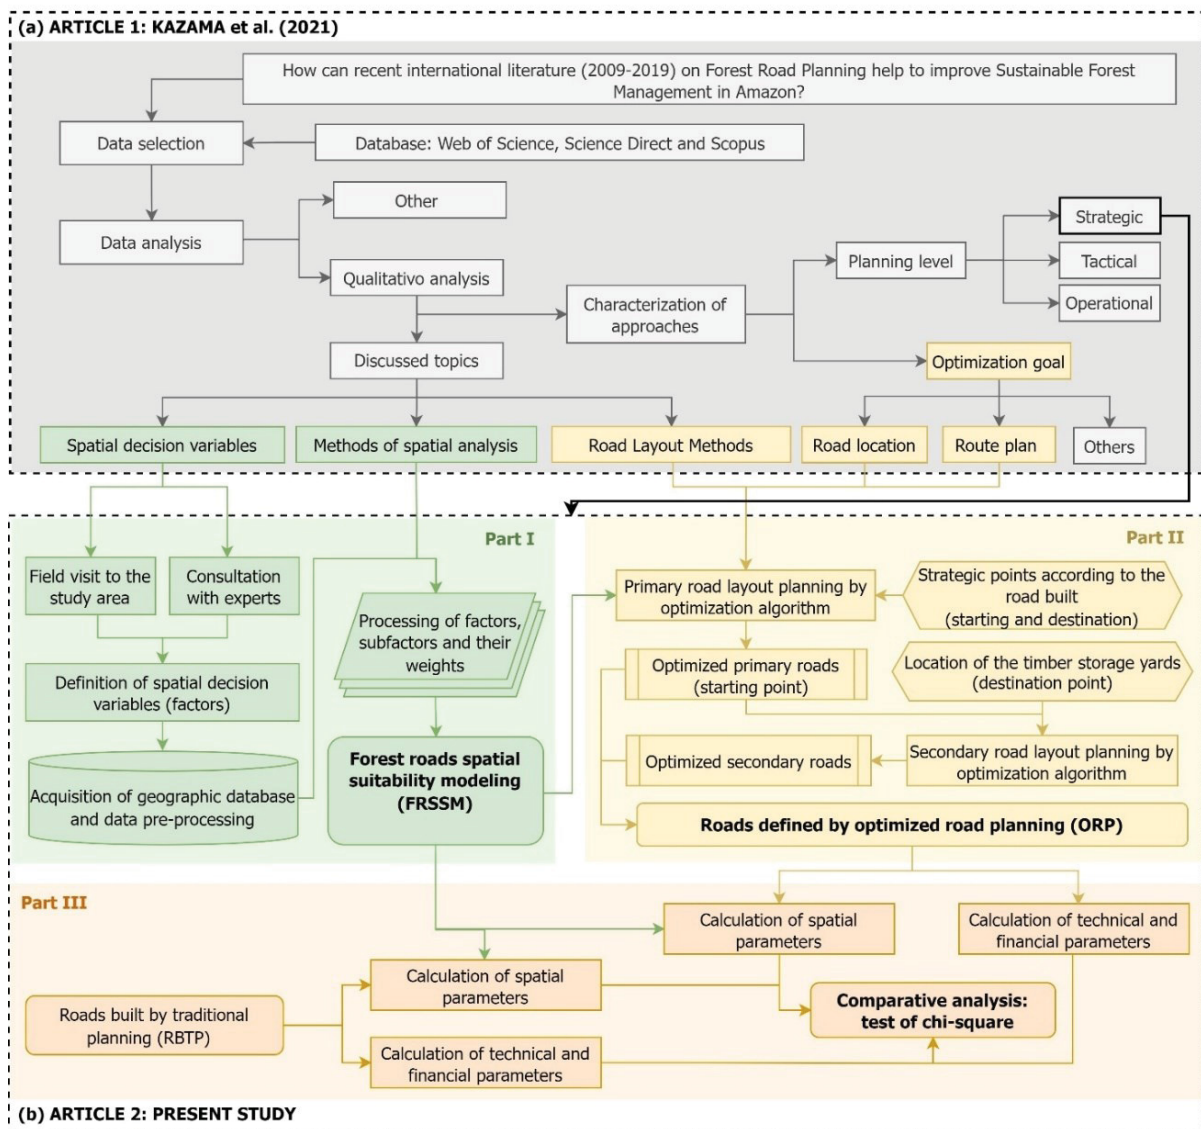 (a) ARTICLE 1: KAZAMA et al. (2021)
How can recent international literature (2009-2019) on Forest Road Planning help to improve Sustainable Forest
Management in Amazon?
Data selection
Database: Web of Science, Science Direct and Scopus
Other
Strategic
Data analysis
Planning level
Tactical
Qualitativo analysis
Characterization of
approaches
Operational
Discussed topics
Optimization goal
Spatial decision variables
Methods of spatial analysis
Road Layout Methods
Road location
Route plan
Others
Part I
Field visit to the
study area
Consultation
with experts
Processing of factors,
subfactors and their
weights
Definition of spatial decision
variables (factors)
Forest roads spatial
suitability modeling
(FRSSM)
Acquisition of geographic database
and data pre-processing
Part II
Primary road layout planning by
optimization algorithm
Strategic points according to the
road built
(starting and destination)
Optimized primary roads
(starting point)
Location of the timber storage yards
(destination point)
Optimized secondary roads
Secondary road layout planning by
optimization algorithm
Roads defined by optimized road planning (ORP)
Part III
Calculation of spatial
parameters
Calculation of technical and
financial parameters
Calculation of spatial
parameters
Roads built by traditional
planning (RBTP)
Comparative analysis:
test of chi-square
Calculation of technical and
financial parameters
(b) ARTICLE 2: PRESENT STUDY